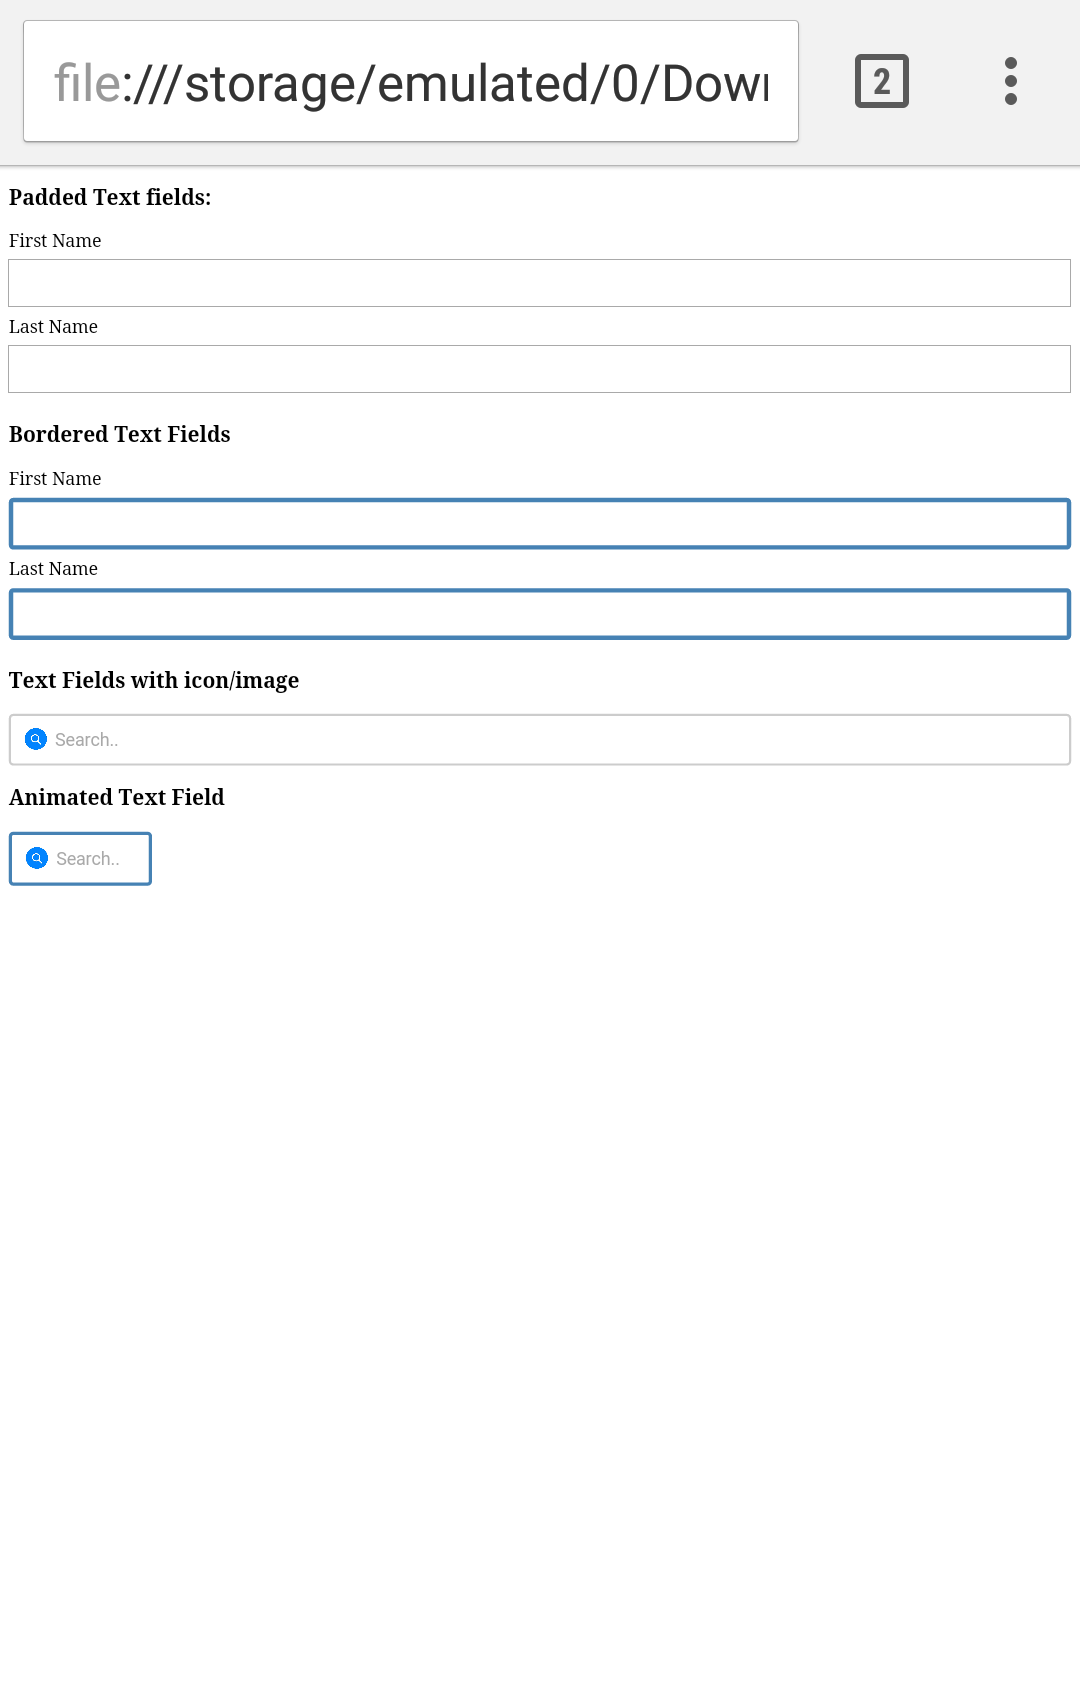 file:///storage/emulated/0/Down
2
Padded Text fields:
First Name
Last Name
Bordered Text Fields
First Name
Last Name
Text Fields with icon/image
Search..
Animated Text Field
Search..